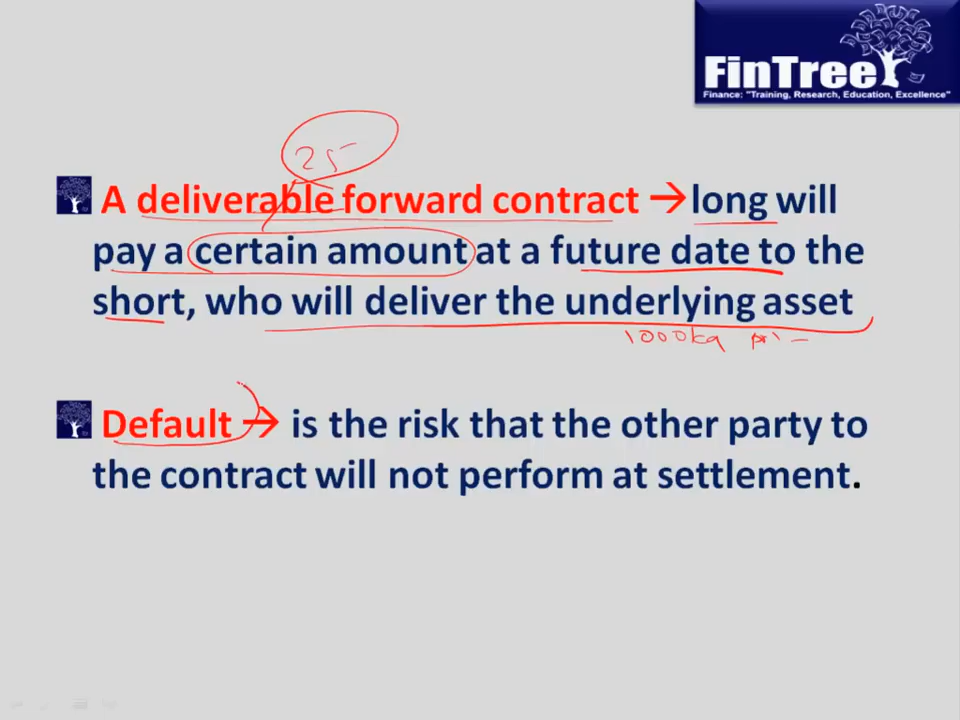 FinTree
Finance: "Training, Research, Education, Excellence"
25
A deliverable forward contract →long will
pay a certain amount at a future date to the
short, who will deliver the underlying asset
1000kg
Default → is the risk that the other party to
the contract will not perform at settlement.